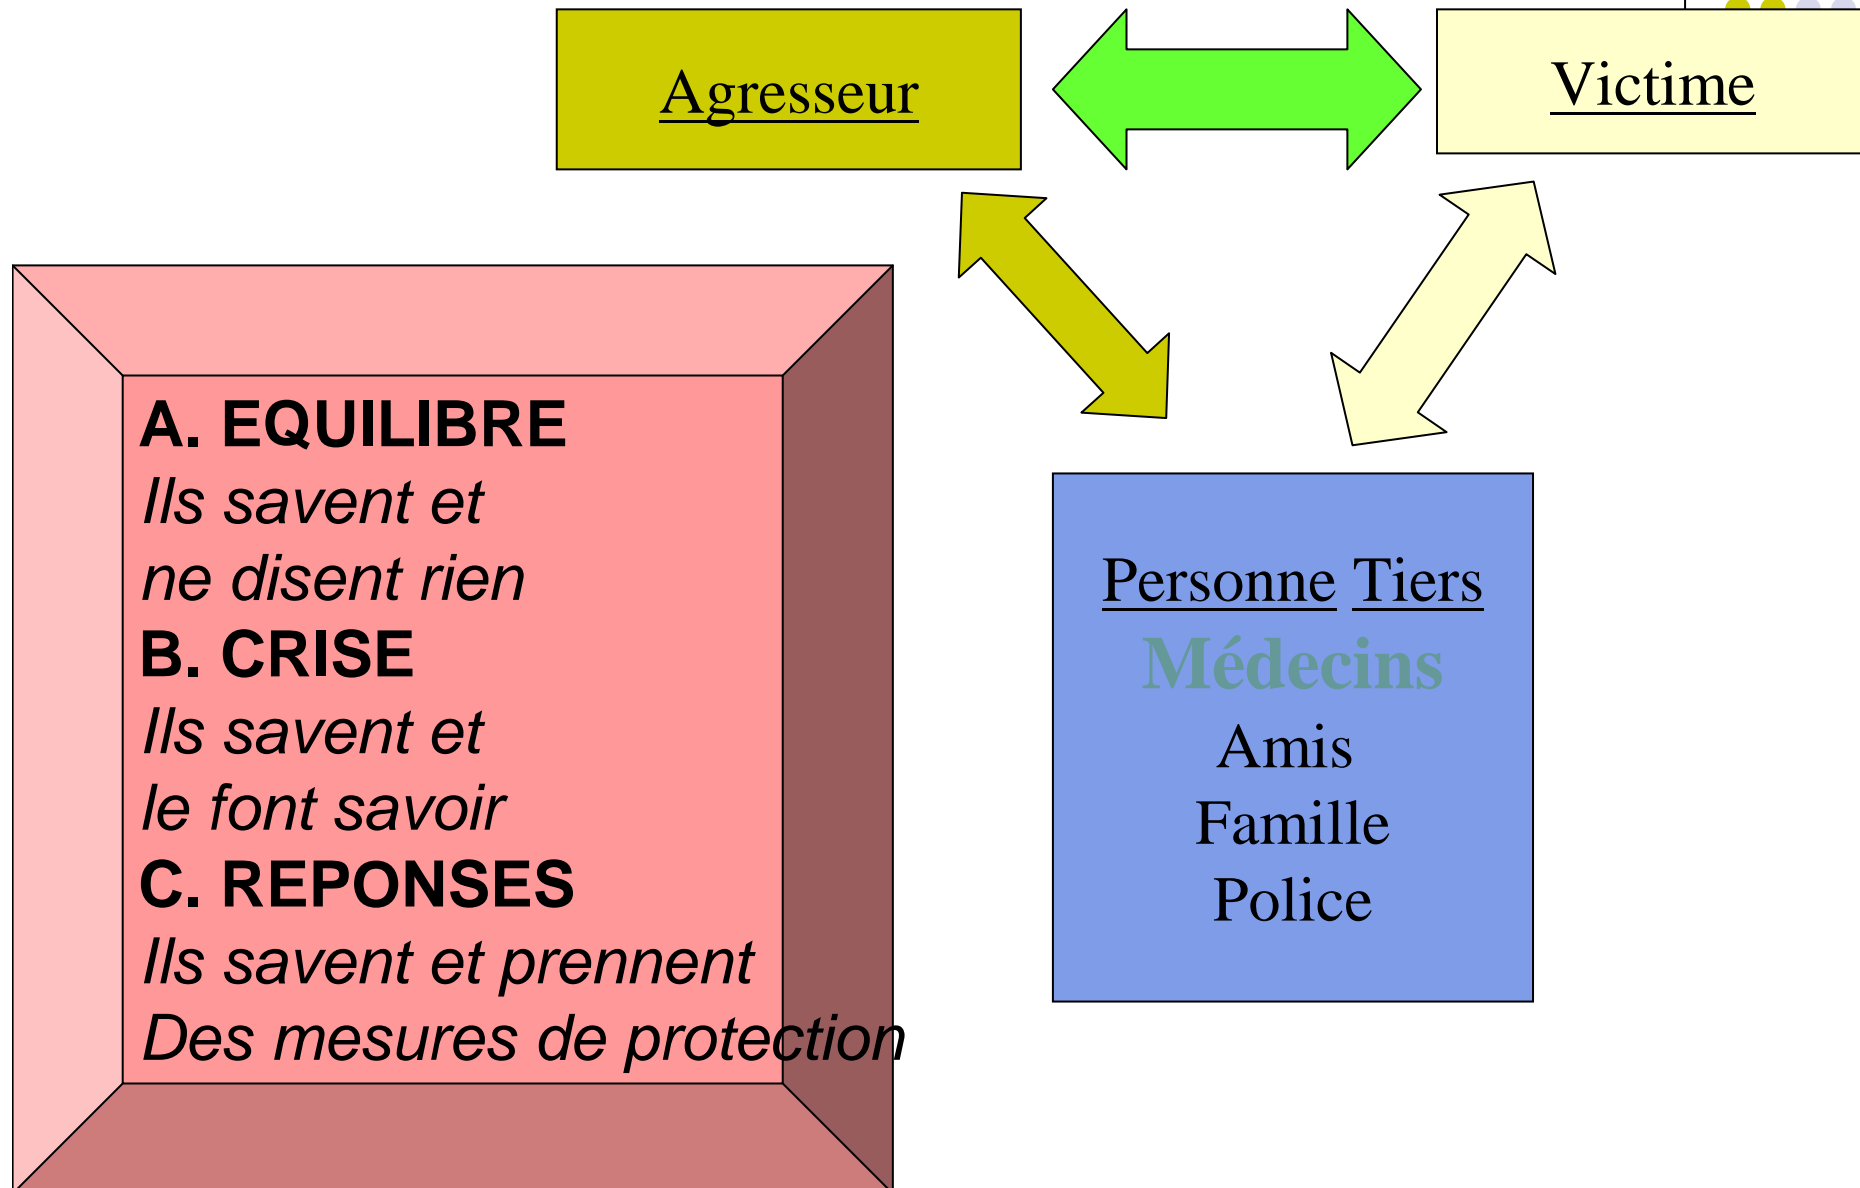 Agresseur
Victime
A. EQUILIBRE
Ils savent et
ne disent rien
B. CRISE
Ils savent et
le font savoir
C. REPONSES
Ils savent et prennent
Des mesures de protection
Personne Tiers
Médecins
Amis
Famille
Police